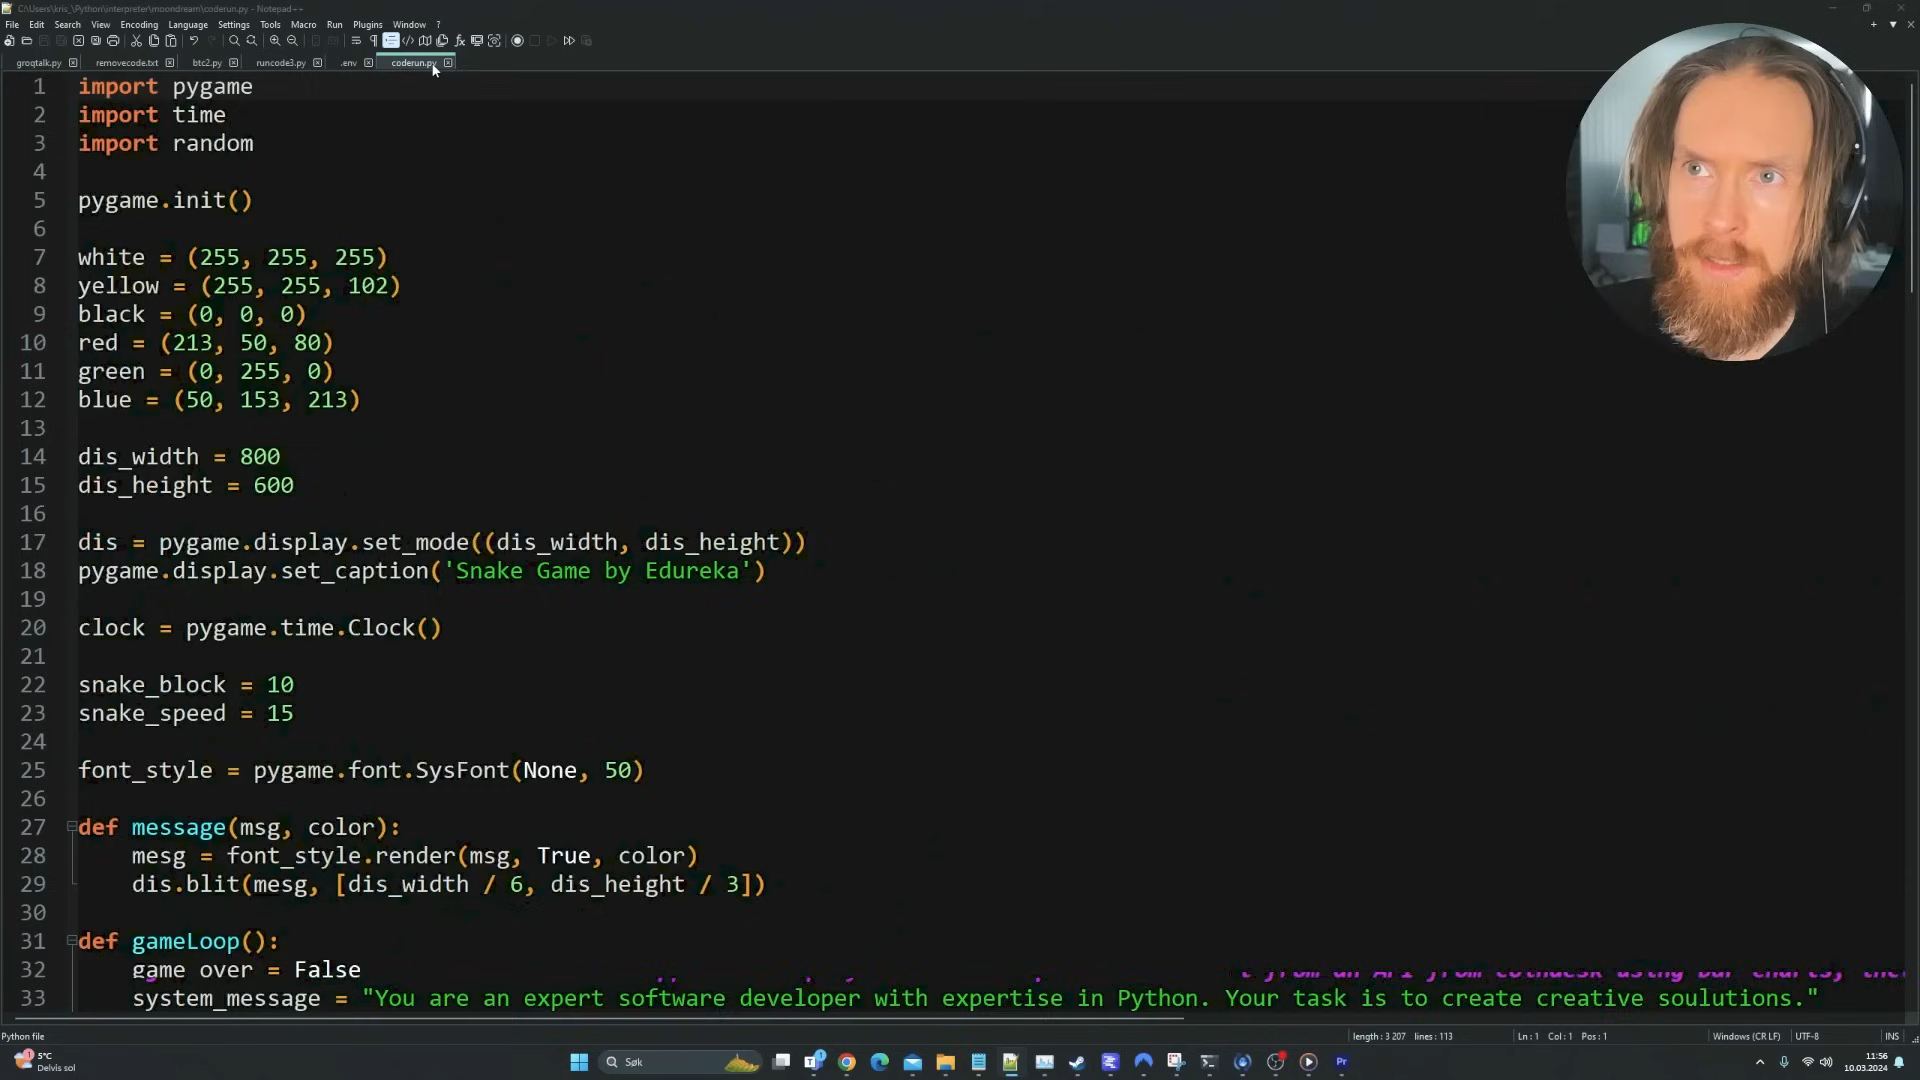 C:\Users\kris_\Python\interpreter\moondream\coderun.py - Notepad++
File Edit Search View Encoding Language Settings Tools Macro Run Plugins Window ?
groqtalk.py removecode.txt btc2.py runcode3.py .env coderun.py
1 import pygame
2 import time
3 import random
4
5 pygame.init()
6
7 white = (255, 255, 255)
8 yellow = (255, 255, 102)
9 black = (0, 0, 0)
10 red = (213, 50, 80)
11 green = (0, 255, 0)
12 blue = (50, 153, 213)
13
14 dis_width = 800
15 dis_height = 600
16
17 dis = pygame.display.set_mode((dis_width, dis_height))
18 pygame.display.set_caption('Snake Game by Edureka')
19
20 clock = pygame.time.Clock()
21
22 snake_block = 10
23 snake_speed = 15
24
25 font_style = pygame.font.SysFont(None, 50)
26
27 def message(msg, color):
28 mesg = font_style.render(msg, True, color)
29 dis.blit(mesg, [dis_width / 6, dis_height / 3])
30
31 def gameLoop():
32 game over = False t from an API from coindesk using bar charts,
33 system_message = "You are an expert software developer with expertise in Python. Your task is to create creative soulutions."
Python file length : 3 207 lines : 113 Ln : 1 Col : 1 Pos : 1 Windows (CR LF) UTF-8 INS
5°C
Delvis sol
Søk
11:56
10.03.2024